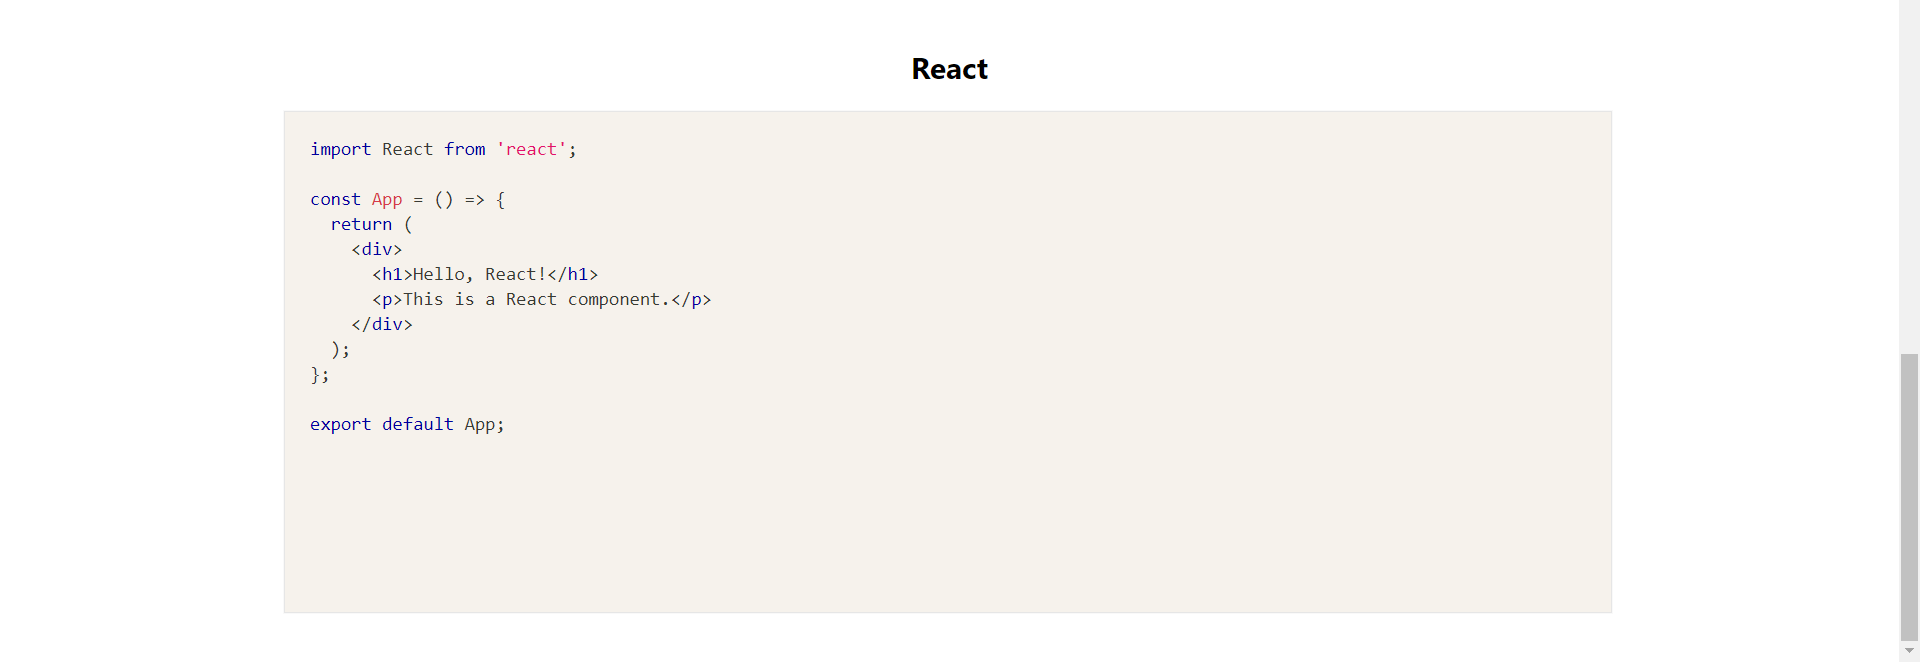 React
import React from 'react';
const App = () => {
  return (
    <div>
      <h1>Hello, React!</h1>
      <p>This is a React component.</p>
    </div>
  );
};
export default App;